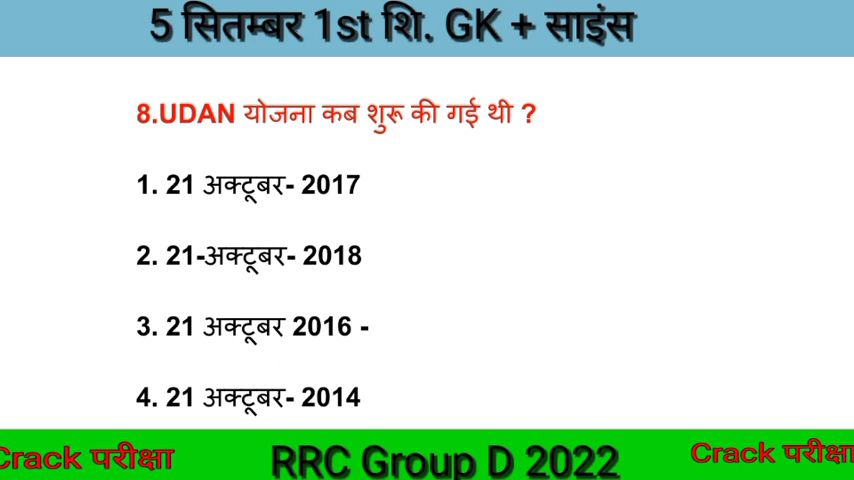 5 सितम्बर 1st शि. GK + साइंस
8.UDAN योजना कब शुरू की गई थी ?
1. 21 अक्टूबर- 2017
2. 21-अक्टूबर- 2018
3. 21 अक्टूबर 2016 -
4. 21 अक्टूबर- 2014
Crack परीक्षा RRC Group D 2022 Crack परीक्षा